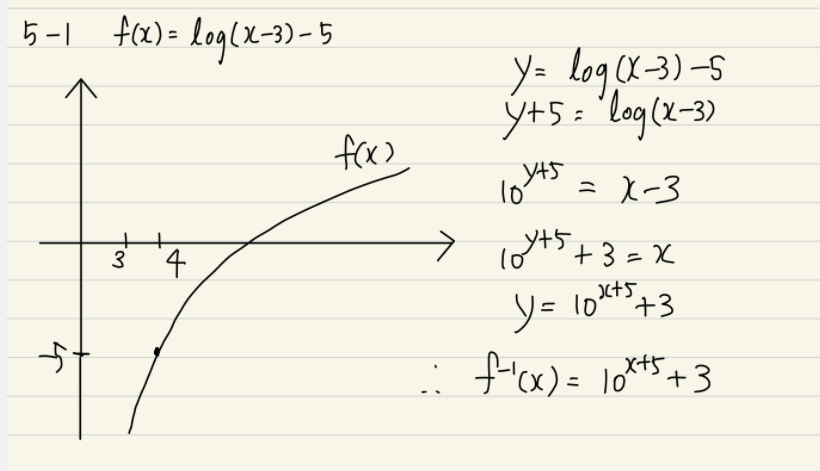 5-1 f(x) = log(x-3) - 5
f(x)
3 4
-5
y = log(x-3) - 5
y+5 = log(x-3)
10^{y+5} = x-3
10^{y+5} + 3 = x
y = 10^{x+5} + 3
∴ f^{-1}(x) = 10^{x+5} + 3